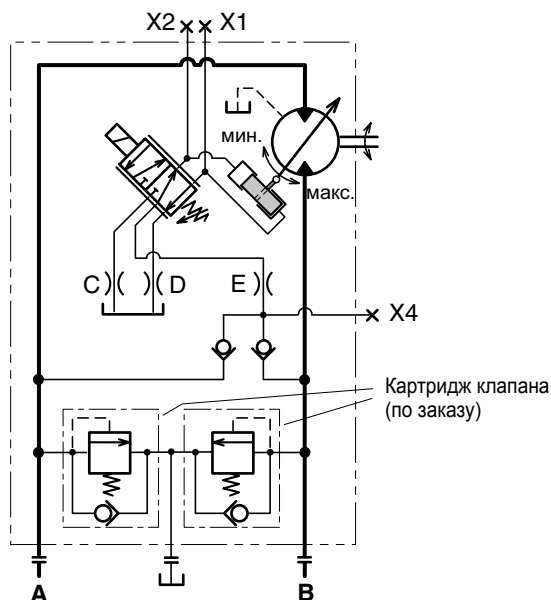 X2 X1
мин.
макс.
C D E
X4
Картридж клапана
(по заказу)
A B